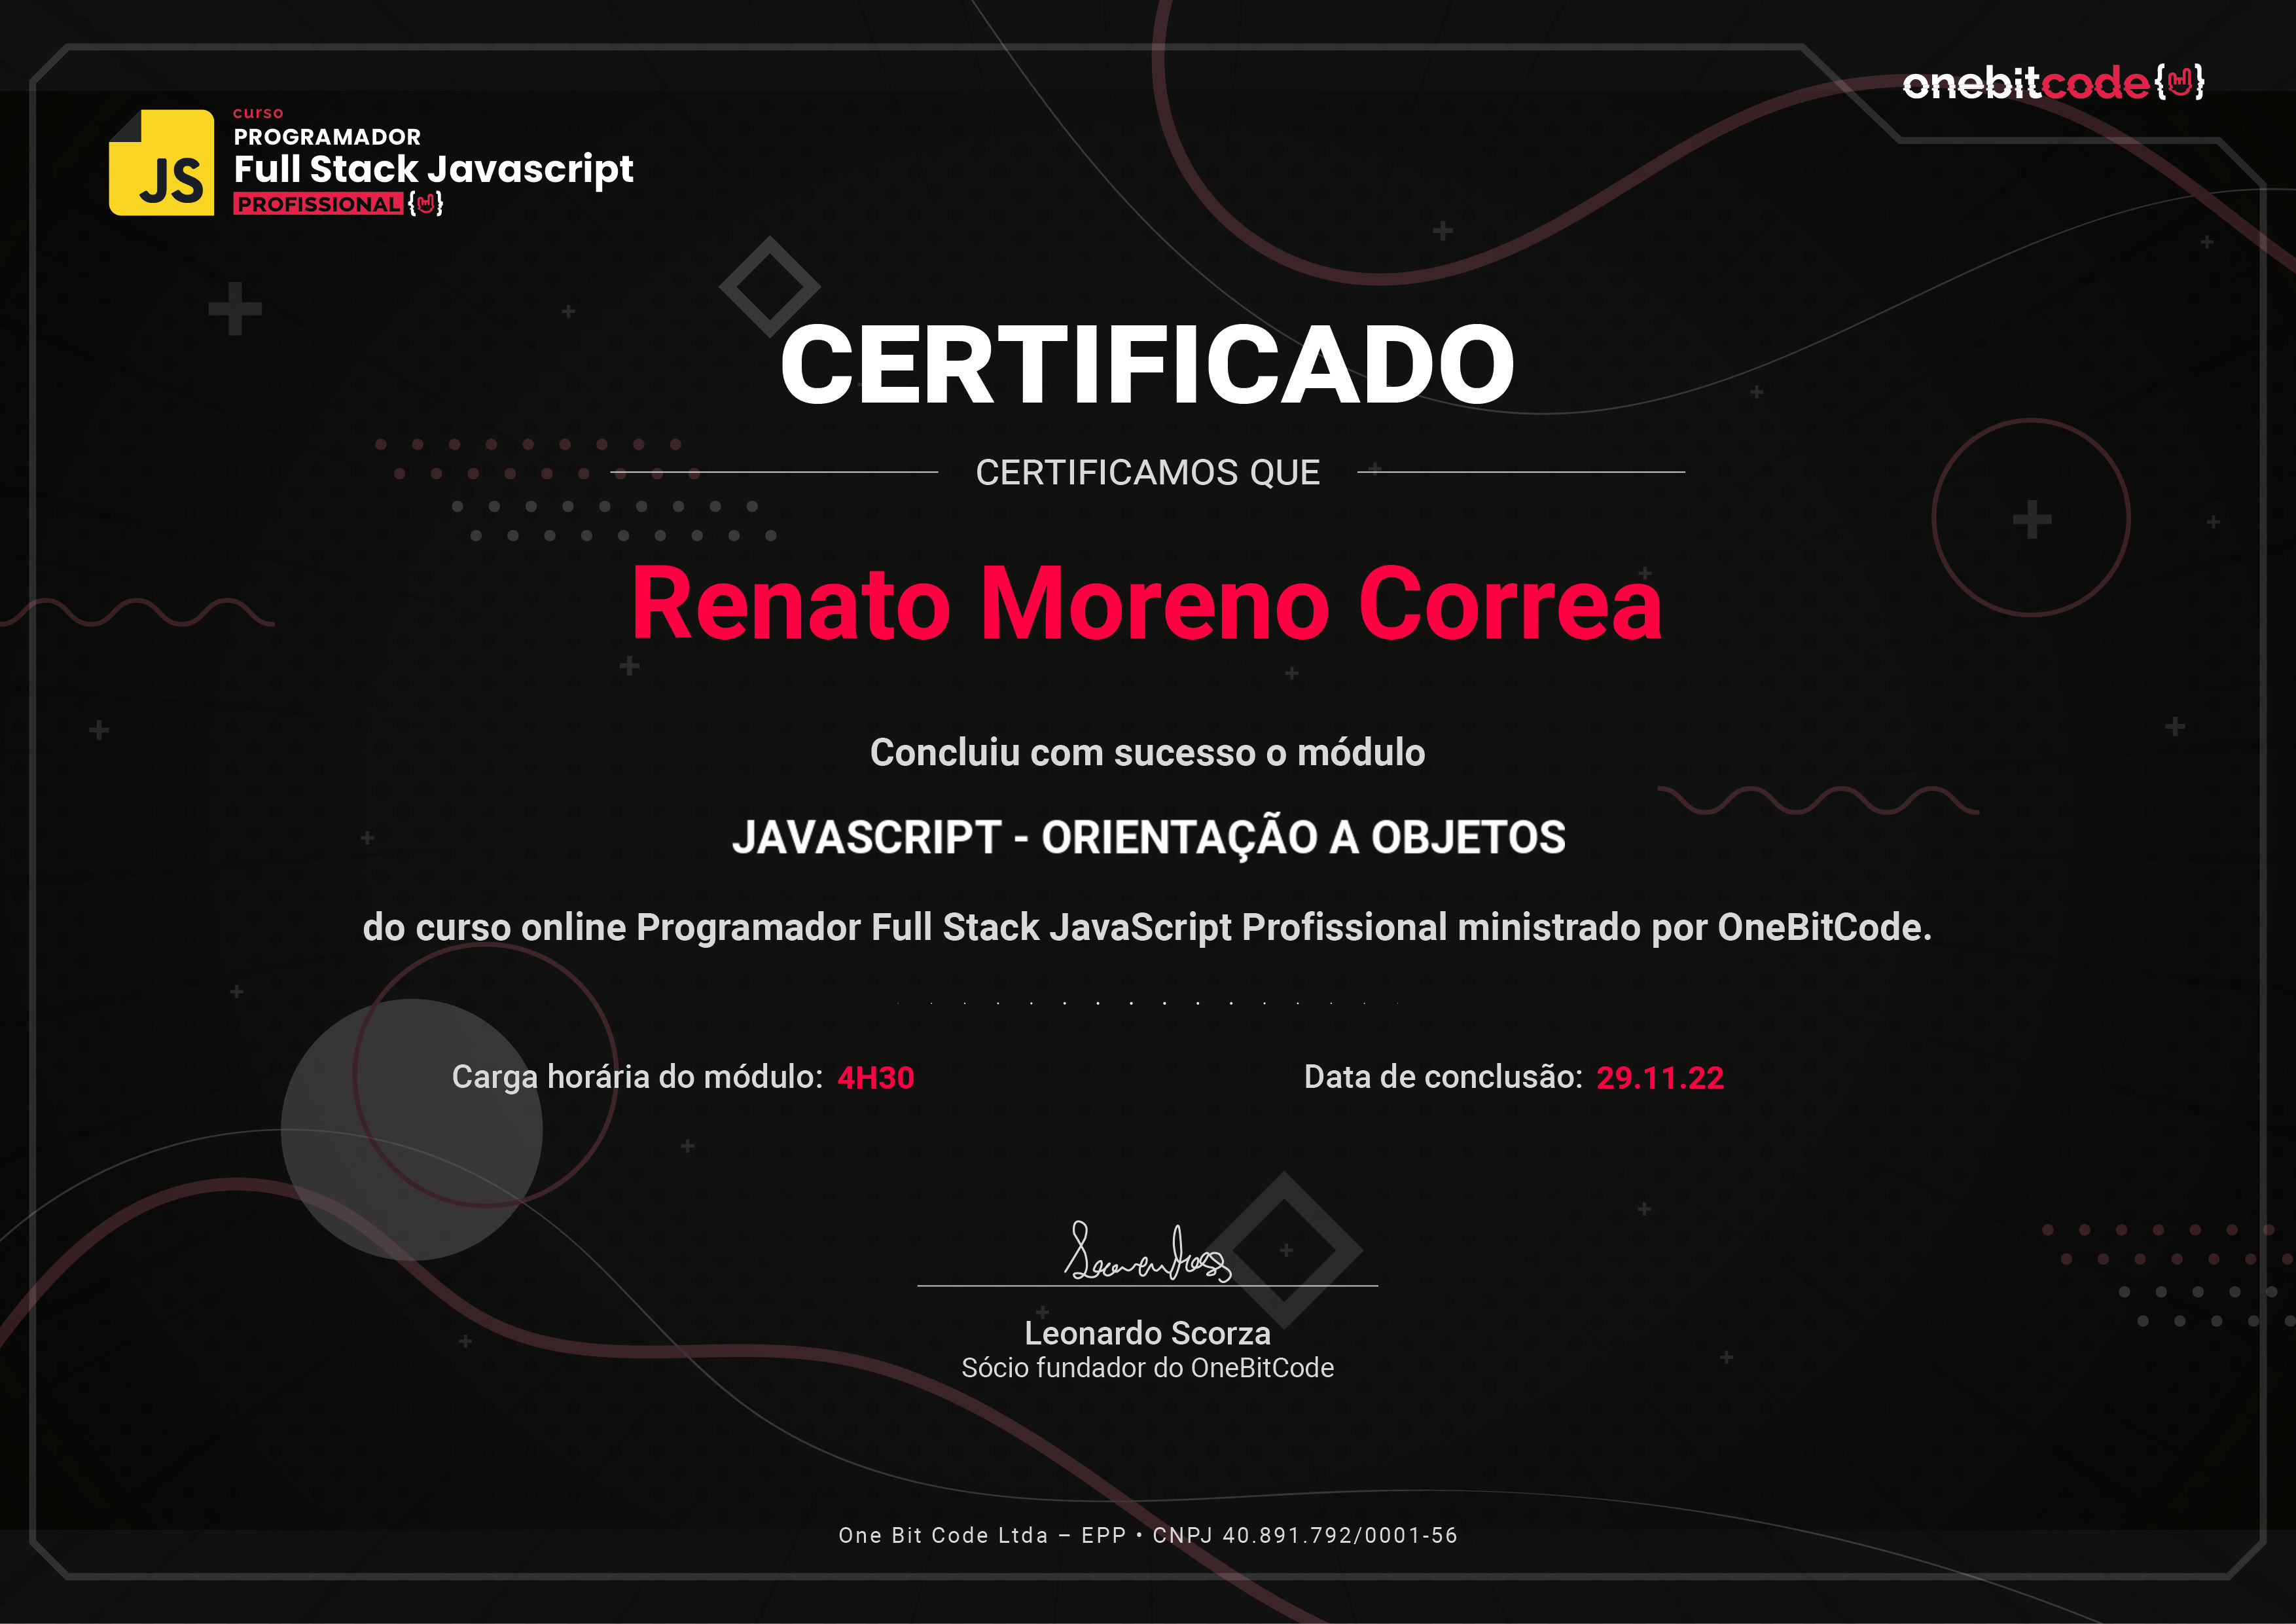 curso
PROGRAMADOR
Full Stack Javascript
PROFISSIONAL
JS
onebitcode
CERTIFICADO
CERTIFICAMOS QUE
Renato Moreno Correa
Concluiu com sucesso o módulo
JAVASCRIPT - ORIENTAÇÃO A OBJETOS
do curso online Programador Full Stack JavaScript Profissional ministrado por OneBitCode.
Carga horária do módulo: 4H30
Data de conclusão: 29.11.22
Leonardo Scorza
Sócio fundador do OneBitCode
One Bit Code Ltda – EPP • CNPJ 40.891.792/0001-56